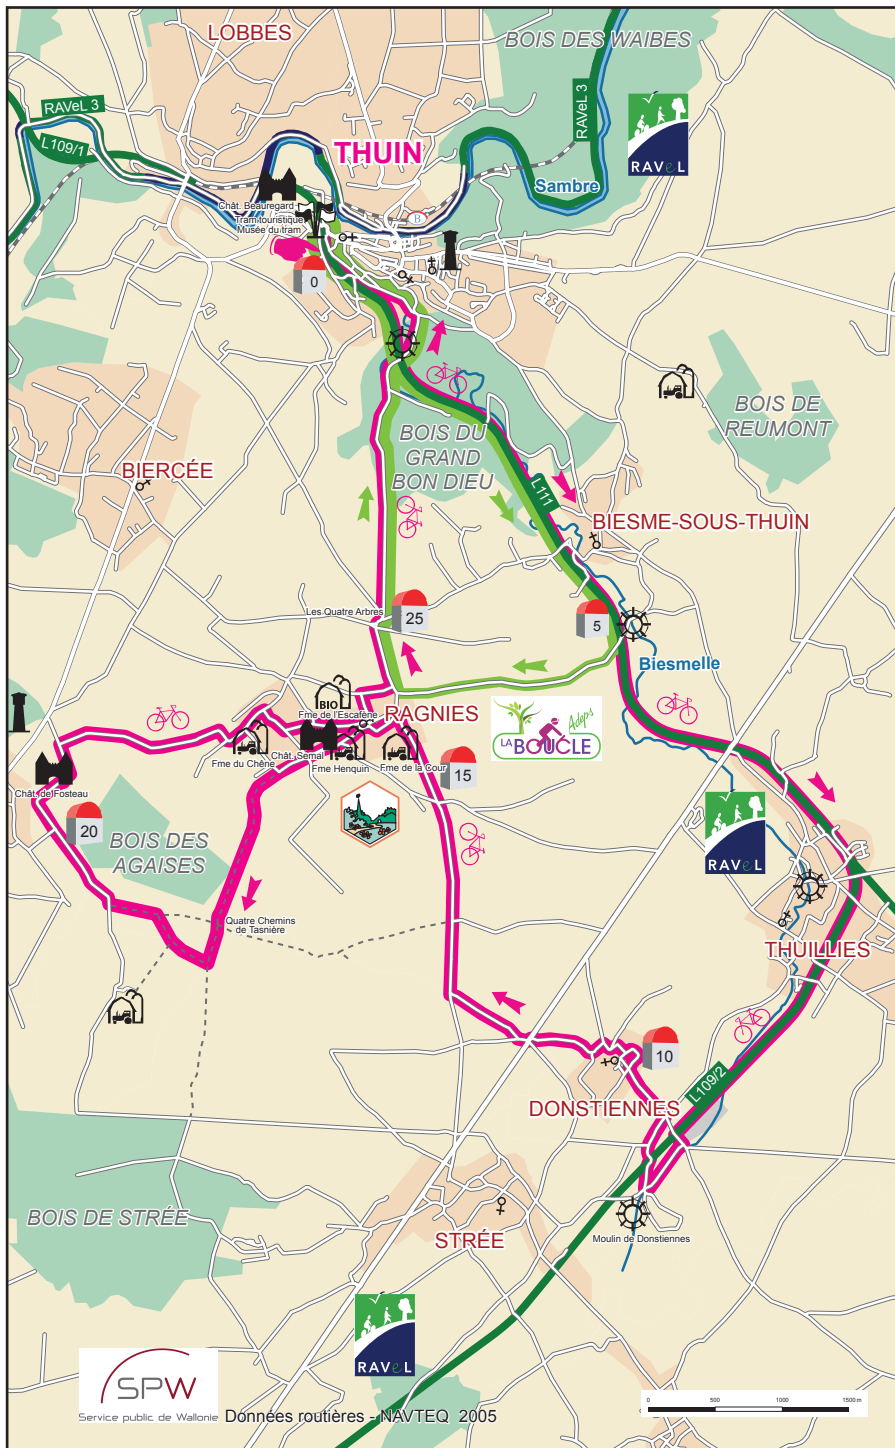 LOBBES
BOIS DES WAIBES
RAVeL 3
RAVeL 3
L109/1
THUIN
RAVeL
Sambre
Chât. Beauregard
Tram touristique
Musée du tram
B
0
BOIS DE
REUMONT
BOIS DU
GRAND
BON DIEU
BIERCÉE
L111
BIESME-SOUS-THUIN
Les Quatre Arbres
25
5
Biesmelle
BIO
Fme de l'Escafène
RAGNIES
LA BOUCLE
Adeps
Fme du Chêne
Chât. Semal
Fme Henquin
Fme de la Cour
15
Chât. de Fosteau
20
BOIS DES
AGAISES
RAVeL
Quatre Chemins
de Tasnière
THUILLIES
10
L109/2
DONSTIENNES
BOIS DE STRÉE
STRÉE
Moulin de Donstiennes
RAVeL
SPW
Service public de Wallonie
Données routières - NAVTEQ 2005
0 500 1000 1500 m